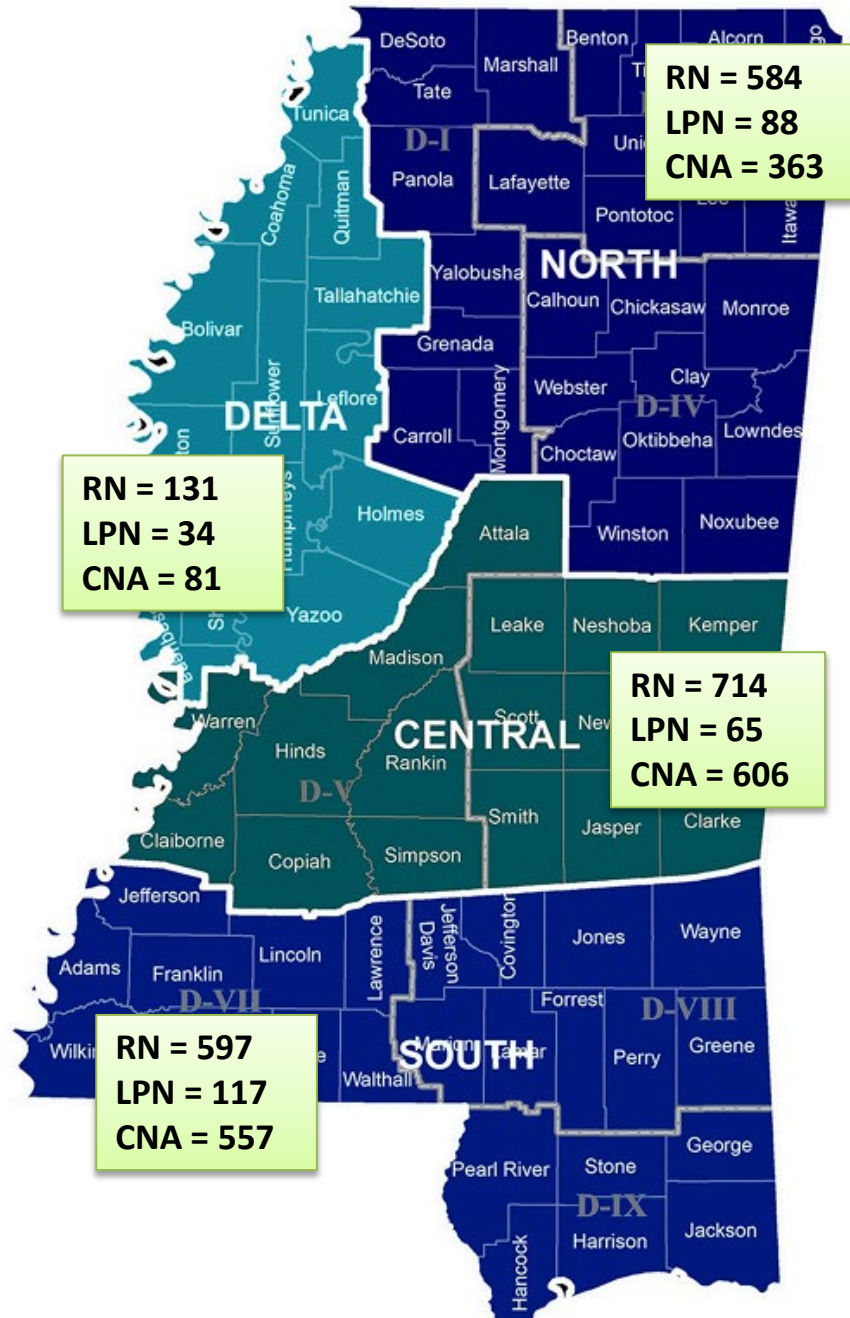 DeSoto
Marshall
Benton
Alcorn
Tate
D-I
RN = 584
LPN = 88
CNA = 363
Tunica
Panola
Lafayette
Pontotoc
Coahoma
Quitman
Yalobusha
NORTH
Tallahatchie
Calhoun
Chickasaw
Monroe
Bolivar
Grenada
Sunflower
Leflore
Webster
Clay
DELTA
Montgomery
D-IV
Carroll
Choctaw
Oktibbeha
Lowndes
RN = 131
LPN = 34
CNA = 81
Holmes
Winston
Noxubee
Attala
Yazoo
Leake
Neshoba
Kemper
Madison
RN = 714
LPN = 65
CNA = 606
Warren
Scott
Hinds
CENTRAL
Rankin
D-V
Smith
Jasper
Clarke
Claiborne
Copiah
Simpson
Jefferson
Lincoln
Lawrence
Jefferson
Davis
Covington
Jones
Wayne
Adams
Franklin
D-VII
Forrest
D-VIII
RN = 597
LPN = 117
CNA = 557
Walthall
Marion
SOUTH
Lamar
Perry
Greene
Pearl River
Stone
George
D-IX
Harrison
Jackson
Hancock